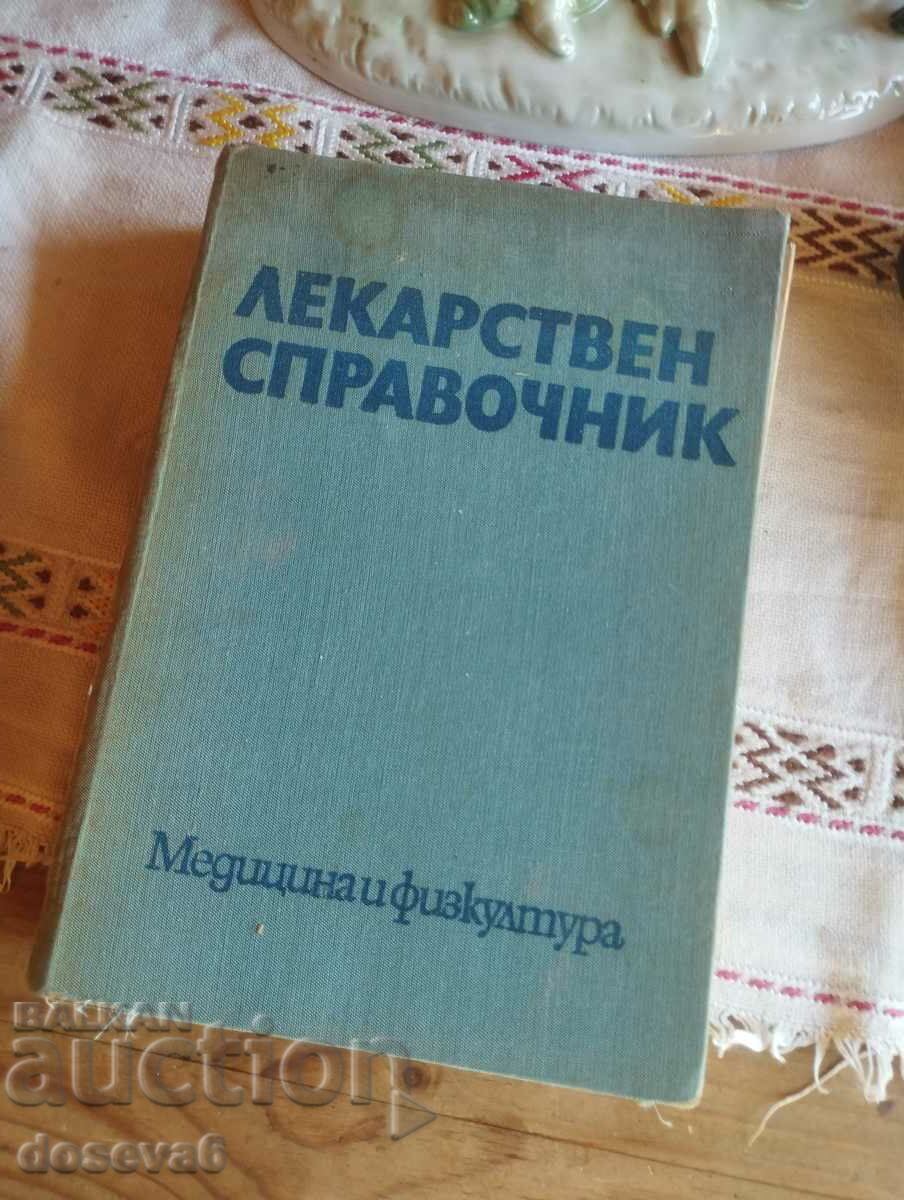 ЛЕКАРСТВЕН
СПРАВОЧНИК
Медицина и физкултура
BALKAN
auction
doseva6